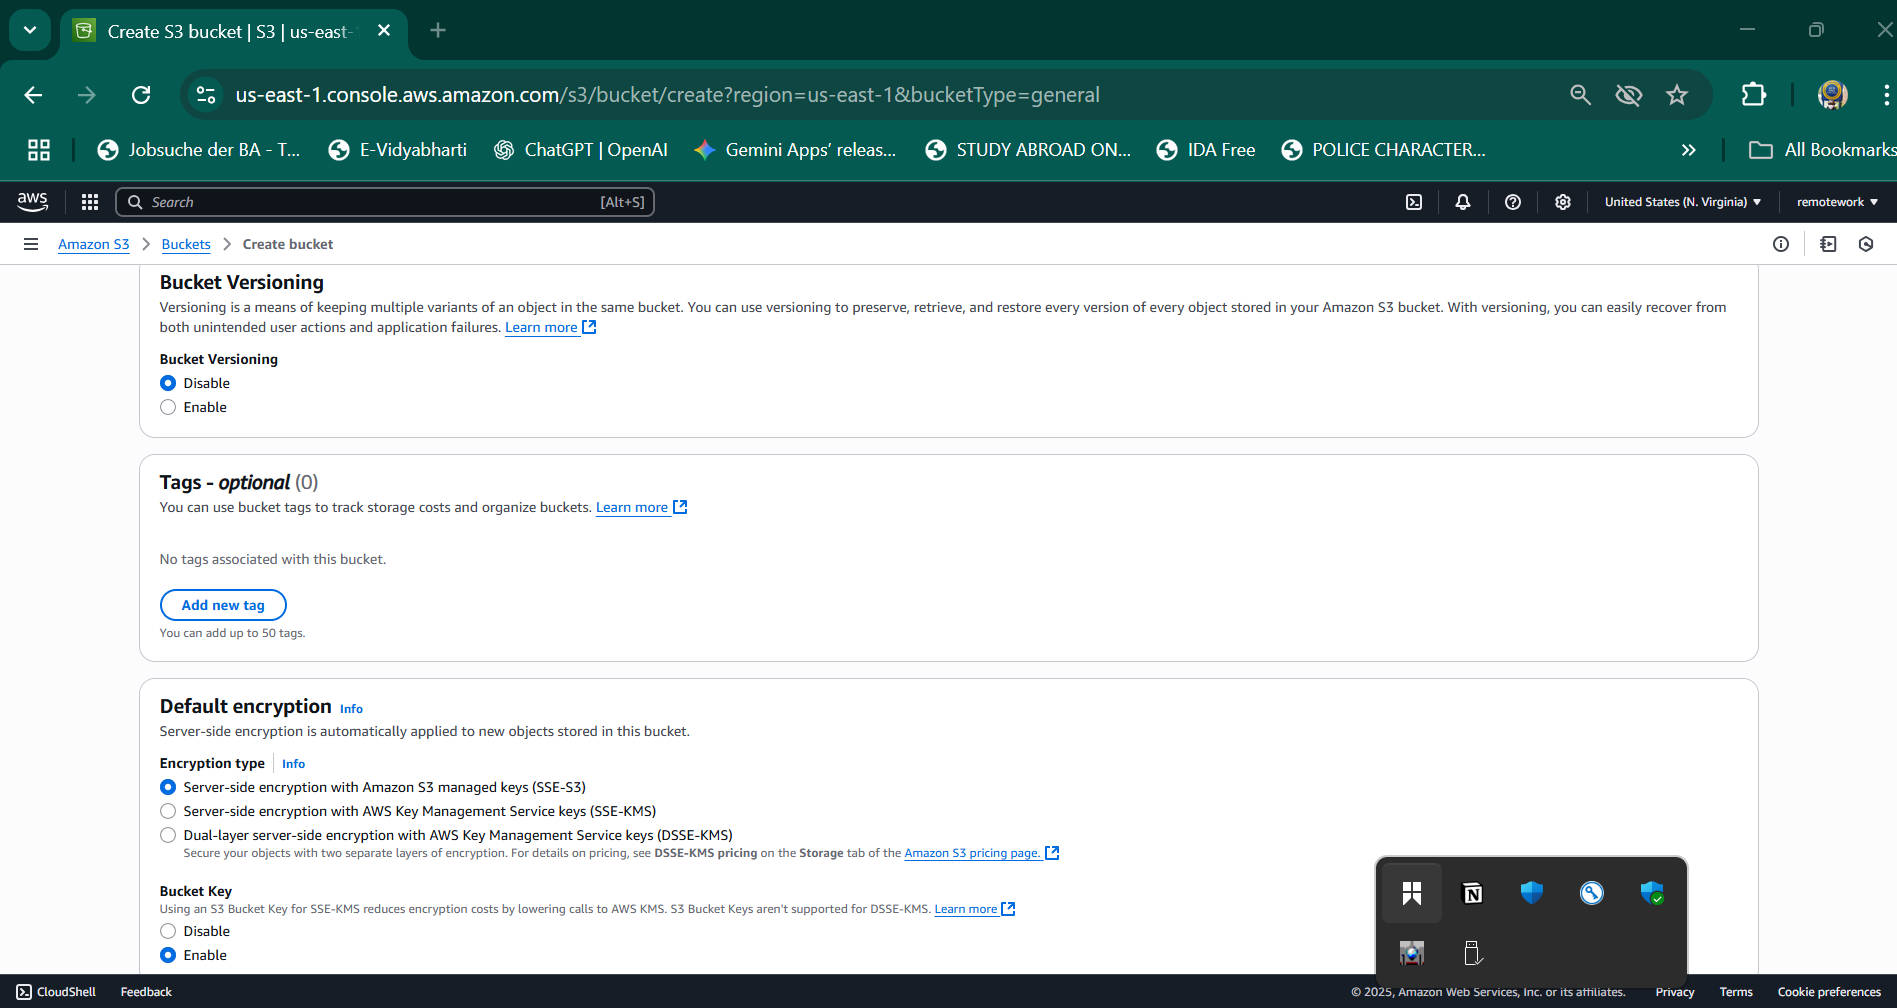 Create S3 bucket | S3 | us-east-
us-east-1.console.aws.amazon.com/s3/bucket/create?region=us-east-1&bucketType=general
Jobsuche der BA - T...
E-Vidyabharti
ChatGPT | OpenAI
Gemini Apps' releas...
STUDY ABROAD ON...
IDA Free
POLICE CHARACTER...
All Bookmarks
aws
Search
[Alt+S]
United States (N. Virginia)
remotework
Amazon S3
Buckets
Create bucket
Bucket Versioning
Versioning is a means of keeping multiple variants of an object in the same bucket. You can use versioning to preserve, retrieve, and restore every version of every object stored in your Amazon S3 bucket. With versioning, you can easily recover from
both unintended user actions and application failures. Learn more
Bucket Versioning
Disable
Enable
Tags - optional (0)
You can use bucket tags to track storage costs and organize buckets. Learn more
No tags associated with this bucket.
Add new tag
You can add up to 50 tags.
Default encryption Info
Server-side encryption is automatically applied to new objects stored in this bucket.
Encryption type Info
Server-side encryption with Amazon S3 managed keys (SSE-S3)
Server-side encryption with AWS Key Management Service keys (SSE-KMS)
Dual-layer server-side encryption with AWS Key Management Service keys (DSSE-KMS)
Secure your objects with two separate layers of encryption. For details on pricing, see DSSE-KMS pricing on the Storage tab of the Amazon S3 pricing page.
Bucket Key
Using an S3 Bucket Key for SSE-KMS reduces encryption costs by lowering calls to AWS KMS. S3 Bucket Keys aren't supported for DSSE-KMS. Learn more
Disable
Enable
CloudShell
Feedback
© 2025, Amazon Web Services, Inc. or its affiliates.
Privacy
Terms
Cookie preferences